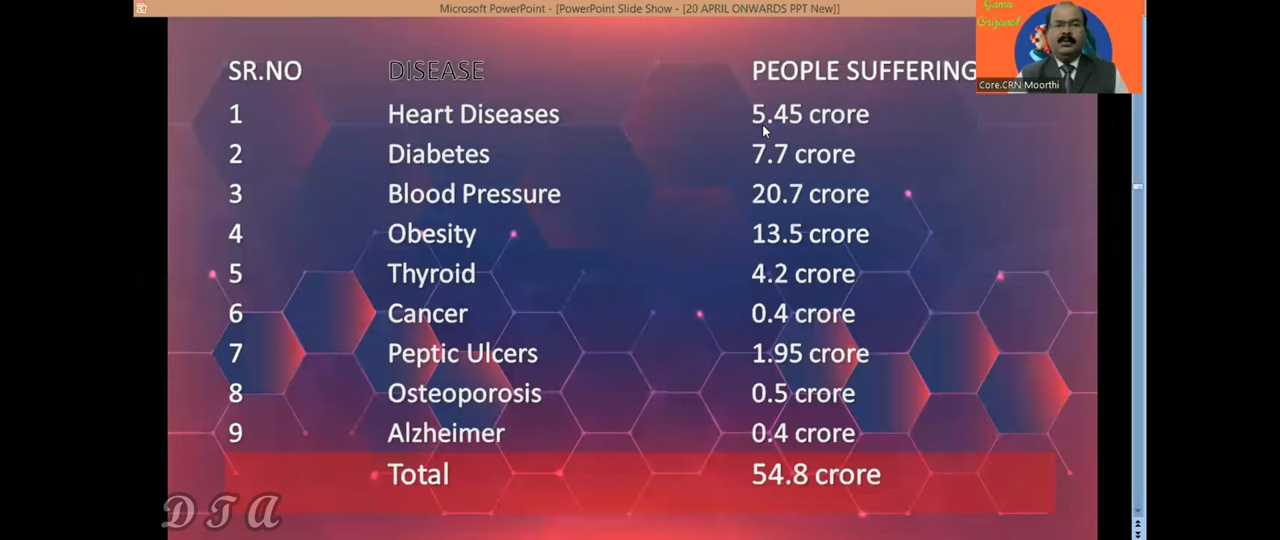 Microsoft PowerPoint - [PowerPoint Slide Show - [20 APRIL ONWARDS PPT New]]
Gama
Orizanol
Core.CRN Moorthi
SR.NO DISEASE PEOPLE SUFFERING
1 Heart Diseases 5.45 crore
2 Diabetes 7.7 crore
3 Blood Pressure 20.7 crore
4 Obesity 13.5 crore
5 Thyroid 4.2 crore
6 Cancer 0.4 crore
7 Peptic Ulcers 1.95 crore
8 Osteoporosis 0.5 crore
9 Alzheimer 0.4 crore
Total 54.8 crore
DTA